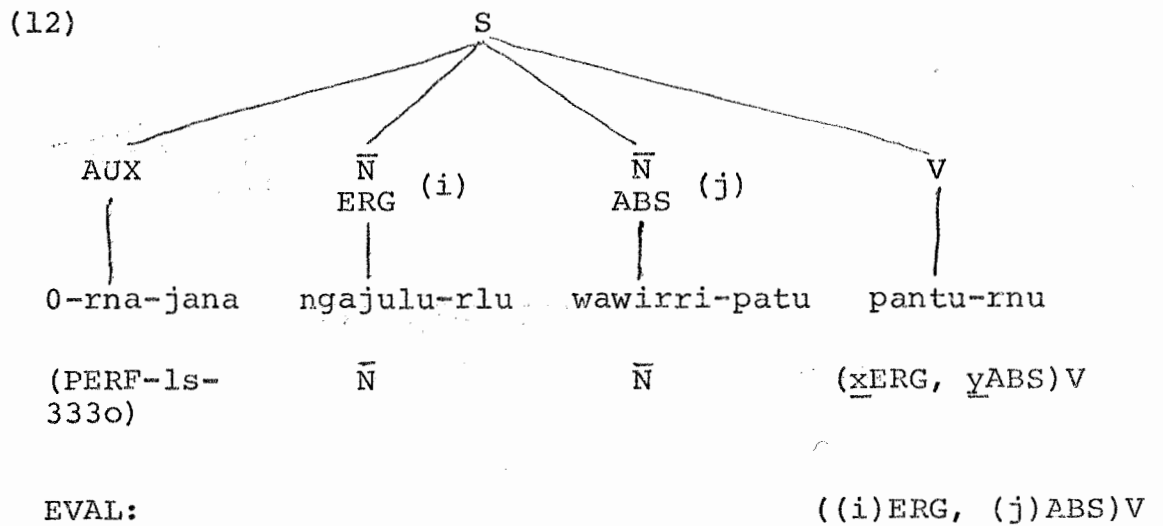 (12) S
AUX N̄ N̄ V
ERG (i) ABS (j)
0-rna-jana ngajulu-rlu wawirri-patu pantu-rnu
(PERF-ls- N̄ N̄ (xERG, yABS)V
333o)
EVAL: ((i)ERG, (j)ABS)V